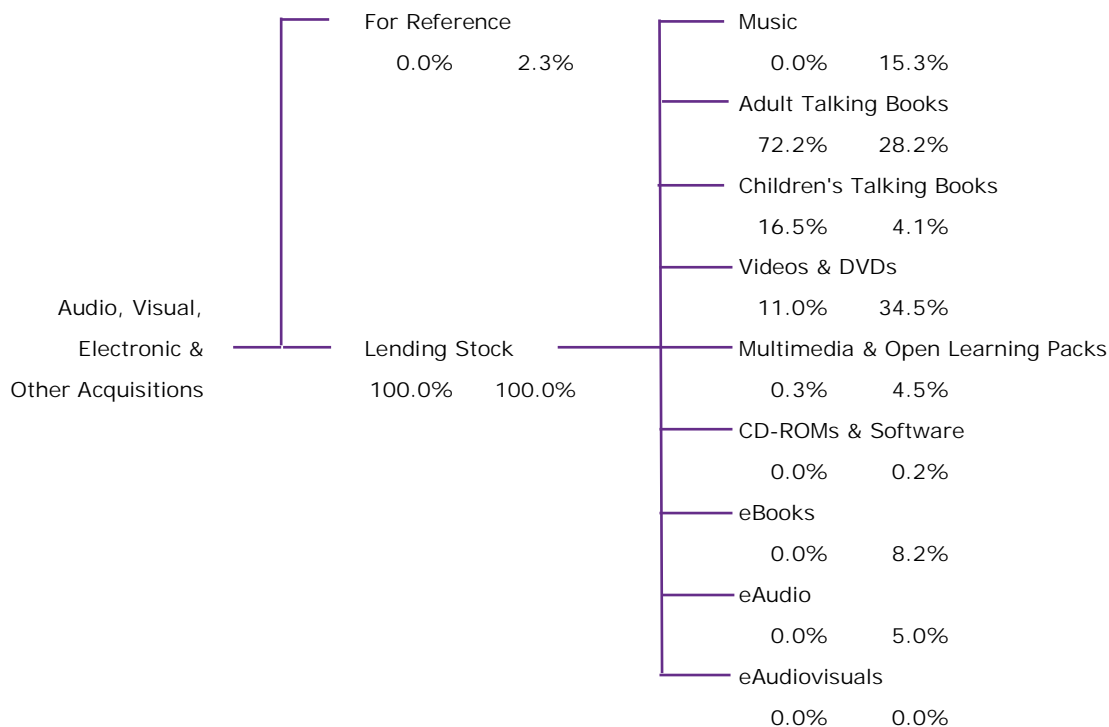 For Reference
0.0% 2.3%
Audio, Visual,
Electronic &
Other Acquisitions
Lending Stock
100.0% 100.0%
Music
0.0% 15.3%
Adult Talking Books
72.2% 28.2%
Children's Talking Books
16.5% 4.1%
Videos & DVDs
11.0% 34.5%
Multimedia & Open Learning Packs
0.3% 4.5%
CD-ROMs & Software
0.0% 0.2%
eBooks
0.0% 8.2%
eAudio
0.0% 5.0%
eAudiovisuals
0.0% 0.0%